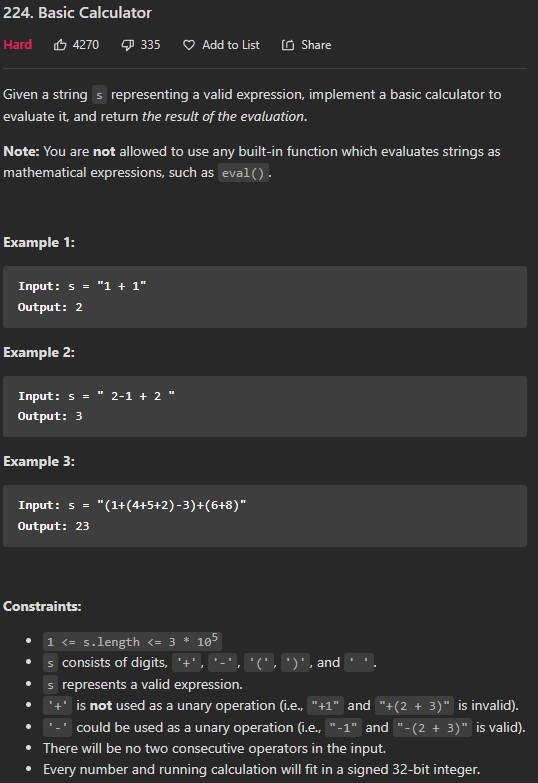 224. Basic Calculator
Hard 4270 335 Add to List Share
Given a string s representing a valid expression, implement a basic calculator to
evaluate it, and return the result of the evaluation.
Note: You are not allowed to use any built-in function which evaluates strings as
mathematical expressions, such as eval().
Example 1:
Input: s = "1 + 1"
Output: 2
Example 2:
Input: s = " 2-1 + 2 "
Output: 3
Example 3:
Input: s = "(1+(4+5+2)-3)+(6+8)"
Output: 23
Constraints:
• 1 <= s.length <= 3 * 10⁵
• s consists of digits, '+', '-', '(', ')', and ' '.
• s represents a valid expression.
• '+' is not used as a unary operation (i.e., "+1" and "+(2 + 3)" is invalid).
• '-' could be used as a unary operation (i.e., "-1" and "-(2 + 3)" is valid).
• There will be no two consecutive operators in the input.
• Every number and running calculation will fit in a signed 32-bit integer.